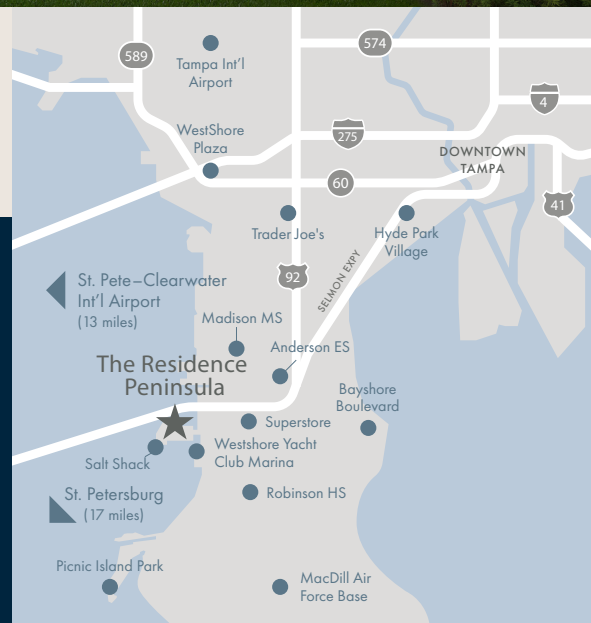 589
Tampa Int'l
Airport
574
4
275
WestShore
Plaza
DOWNTOWN
TAMPA
60
41
Trader Joe's
Hyde Park
Village
92
SELMON EXPY
St. Pete–Clearwater
Int'l Airport
(13 miles)
Madison MS
Anderson ES
The Residence
Peninsula
Bayshore
Boulevard
Superstore
Westshore Yacht
Club Marina
Salt Shack
St. Petersburg
(17 miles)
Robinson HS
Picnic Island Park
MacDill Air
Force Base